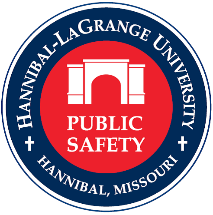 HANNIBAL-LAGRANGE UNIVERSITY
PUBLIC
SAFETY
HANNIBAL, MISSOURI